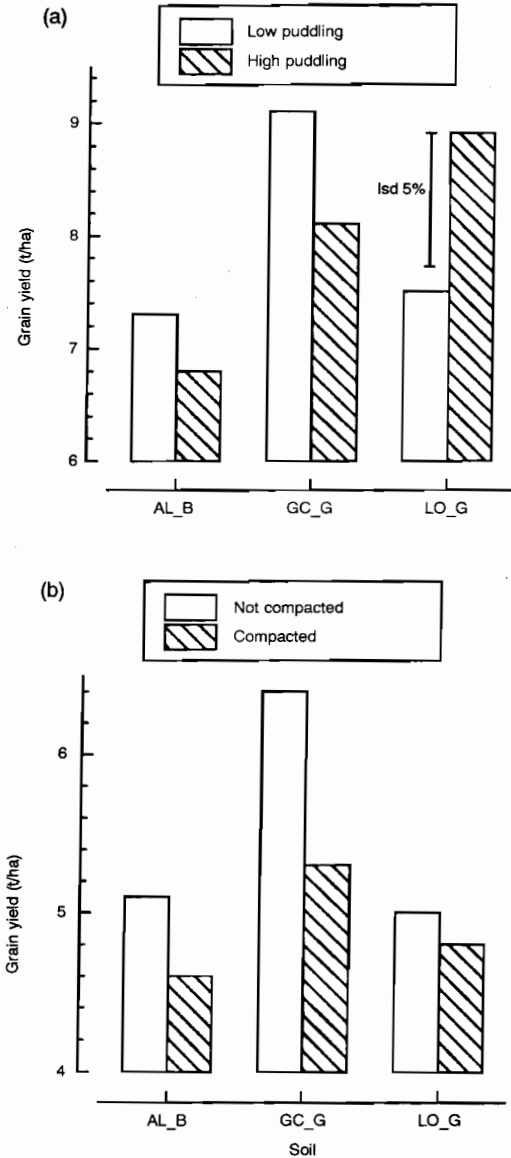 (a)
Low puddling
High puddling
9
8
7
6
Grain yield (t/ha)
lsd 5%
AL_B
GC_G
LO_G
(b)
Not compacted
Compacted
6
5
4
Grain yield (t/ha)
AL_B
GC_G
LO_G
Soil